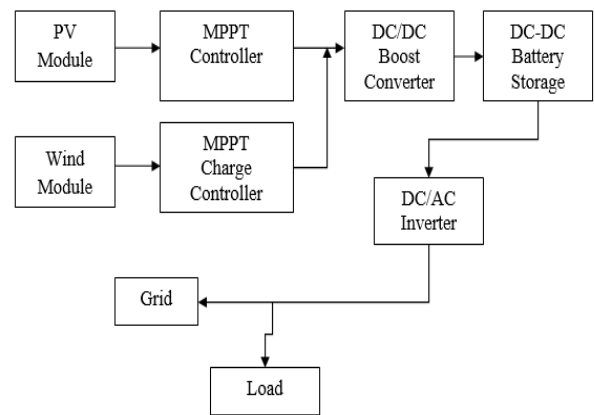 PV
Module
MPPT
Controller
DC/DC
Boost
Converter
DC-DC
Battery
Storage
Wind
Module
MPPT
Charge
Controller
DC/AC
Inverter
Grid
Load